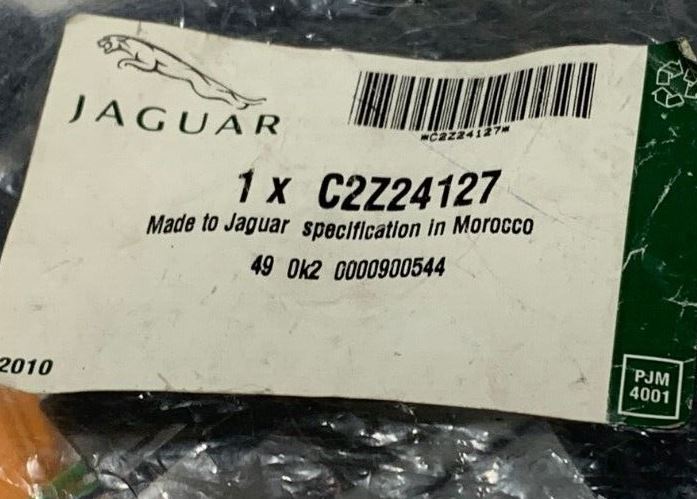 JAGUAR
*C2Z24127*
1 x C2Z24127
Made to Jaguar specification in Morocco
49 0k2 0000900544
2010
PJM
4001